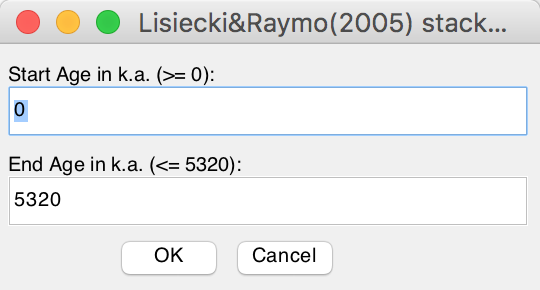 Lisiecki&Raymo(2005) stack...
Start Age in k.a. (>= 0):
0
End Age in k.a. (<= 5320):
5320
OK Cancel